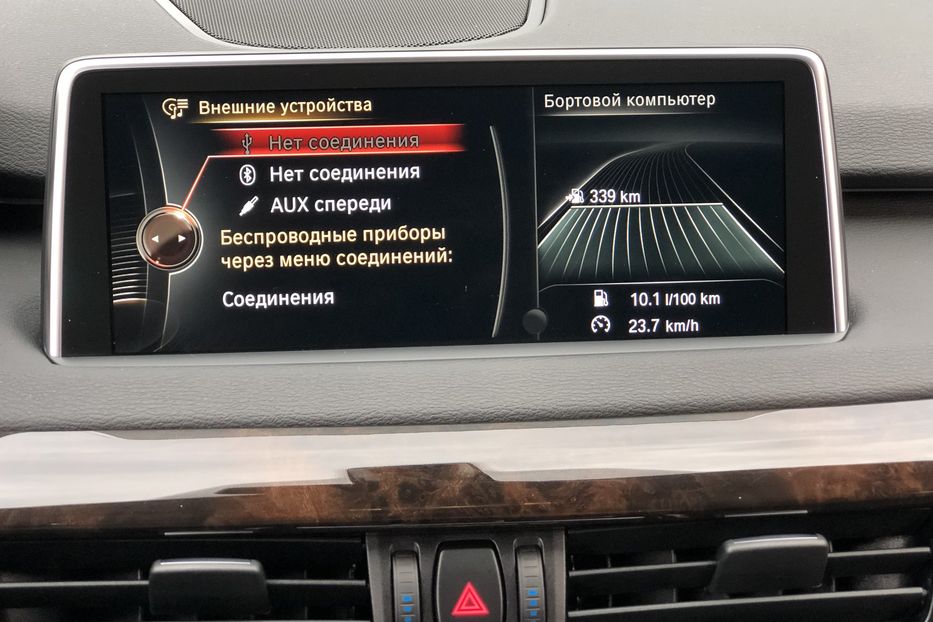 Внешние устройства
Нет соединения
Нет соединения
AUX спереди
Беспроводные приборы
через меню соединений:
Соединения
Бортовой компьютер
339 km
10.1 l/100 km
23.7 km/h